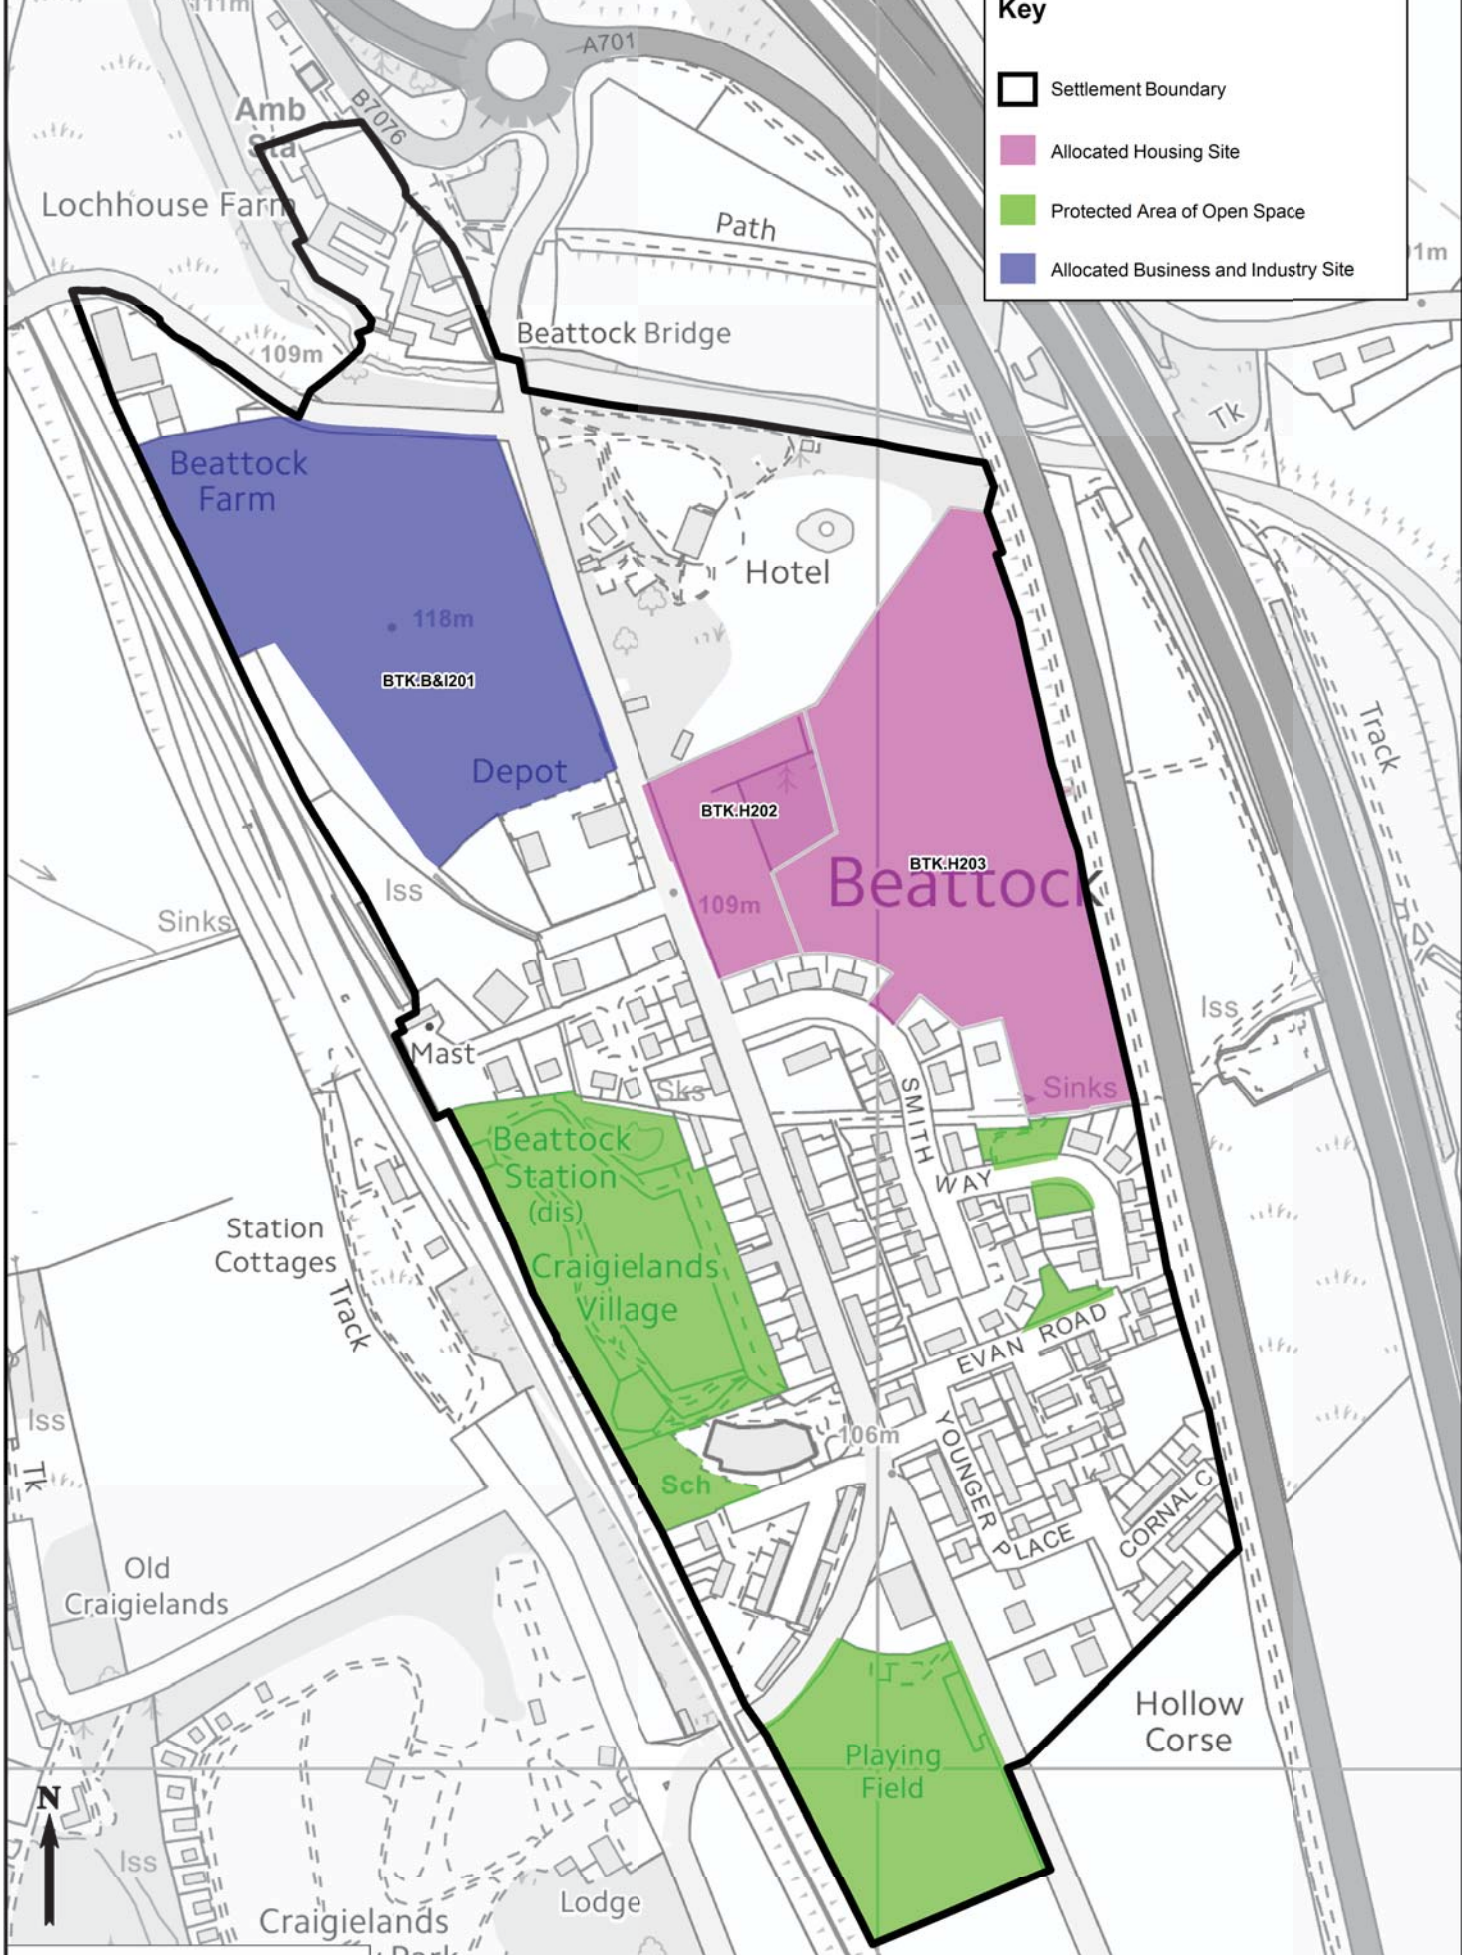 111m
A701
Key
Settlement Boundary
Allocated Housing Site
Protected Area of Open Space
Allocated Business and Industry Site
B7076
Amb
Sta
Lochhouse Farm
Path
Beattock Bridge
109m
Tk
Beattock
Farm
Hotel
118m
BTK.B&I201
Depot
Track
BTK.H202
BTK.H203
Beattock
Iss
109m
Sinks
Iss
Mast
Sks
Sinks
SMITH
WAY
Beattock
Station
(dis)
Craigielands
Village
Station
Cottages
Track
EVAN ROAD
Iss
Tk
106m
Sch
YOUNGER
PLACE
CORNAL C
Old
Craigielands
Hollow
Corse
Playing
Field
N
Iss
Lodge
Craigielands
Park